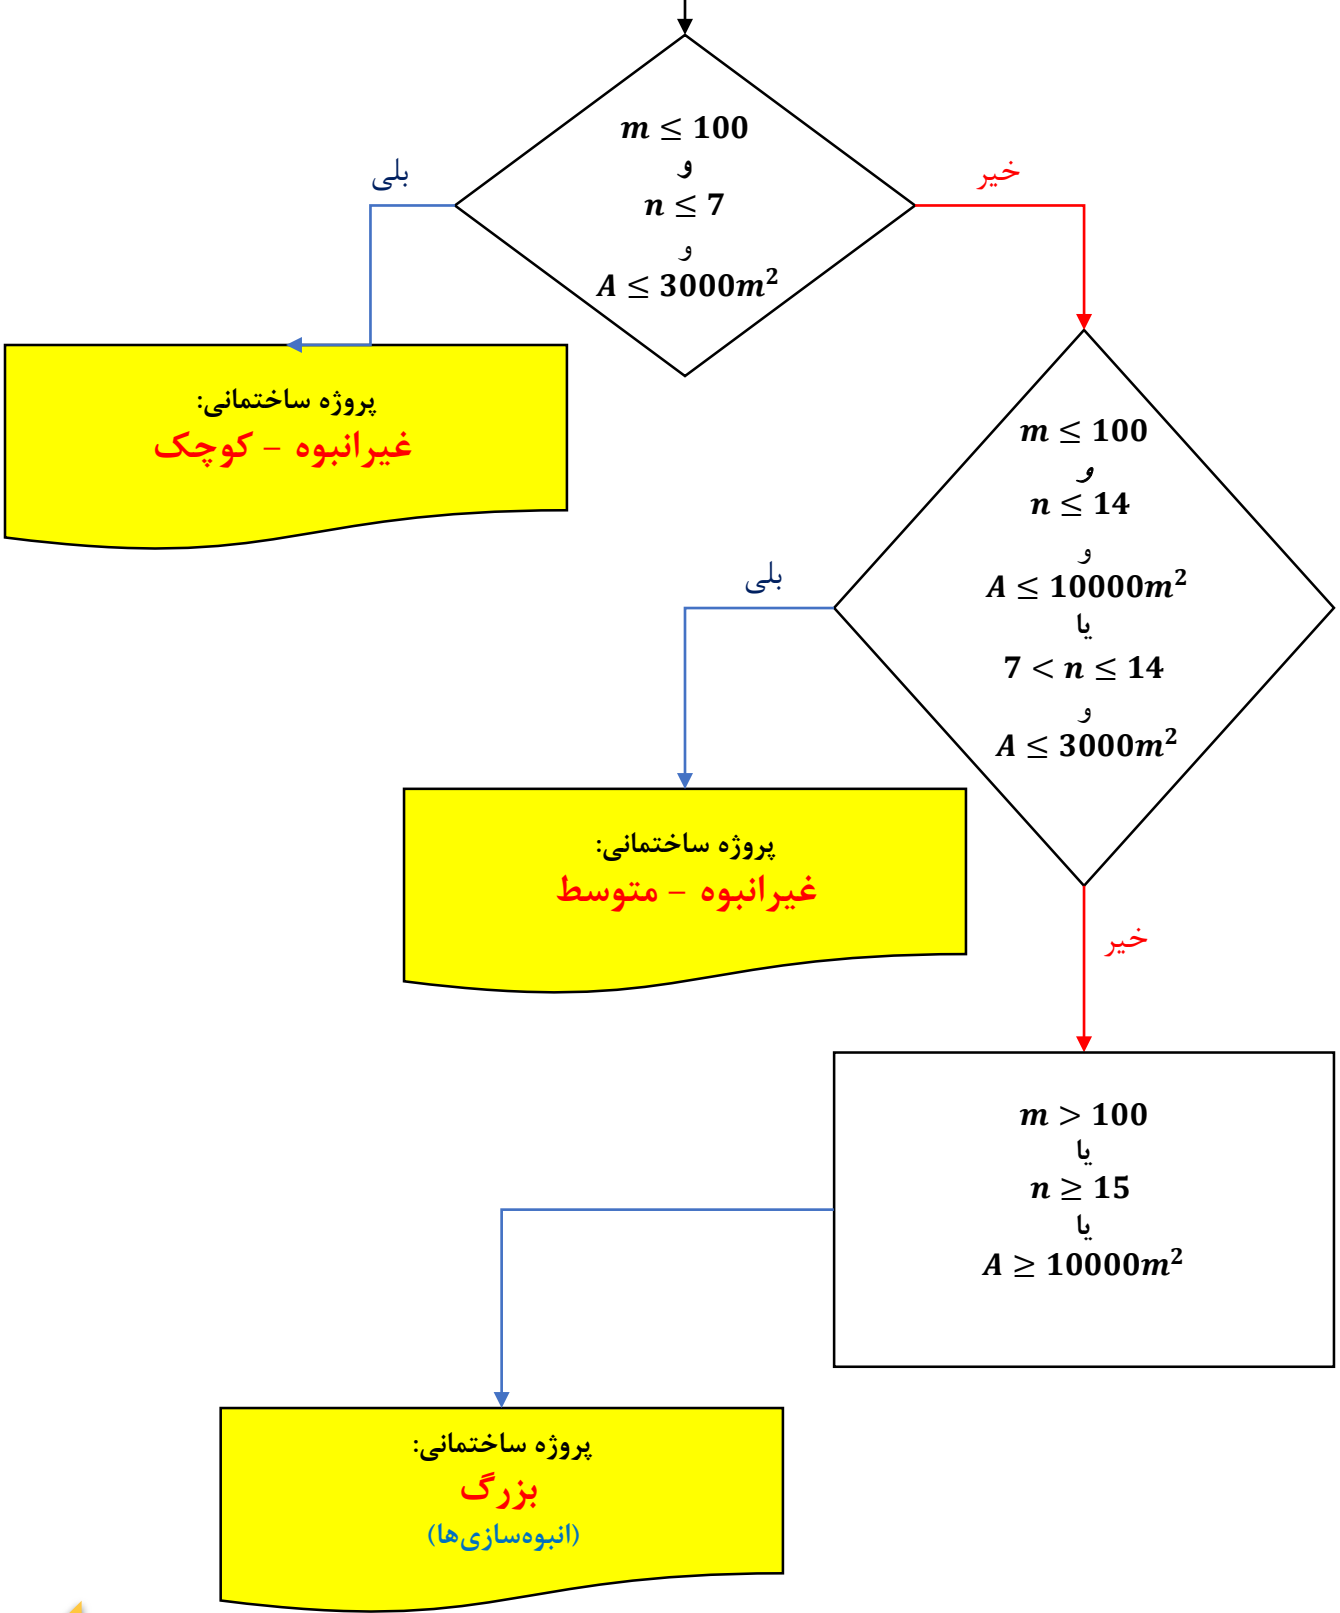 m ≤ 100
و
n ≤ 7
و
A ≤ 3000m²
بلی
خیر
پروژه ساختمانی:
غیرانبوه – کوچک
m ≤ 100
و
n ≤ 14
و
A ≤ 10000m²
یا
7 < n ≤ 14
و
A ≤ 3000m²
بلی
پروژه ساختمانی:
غیرانبوه – متوسط
خیر
m > 100
یا
n ≥ 15
یا
A ≥ 10000m²
پروژه ساختمانی:
بزرگ
(انبوه‌سازی‌ها)